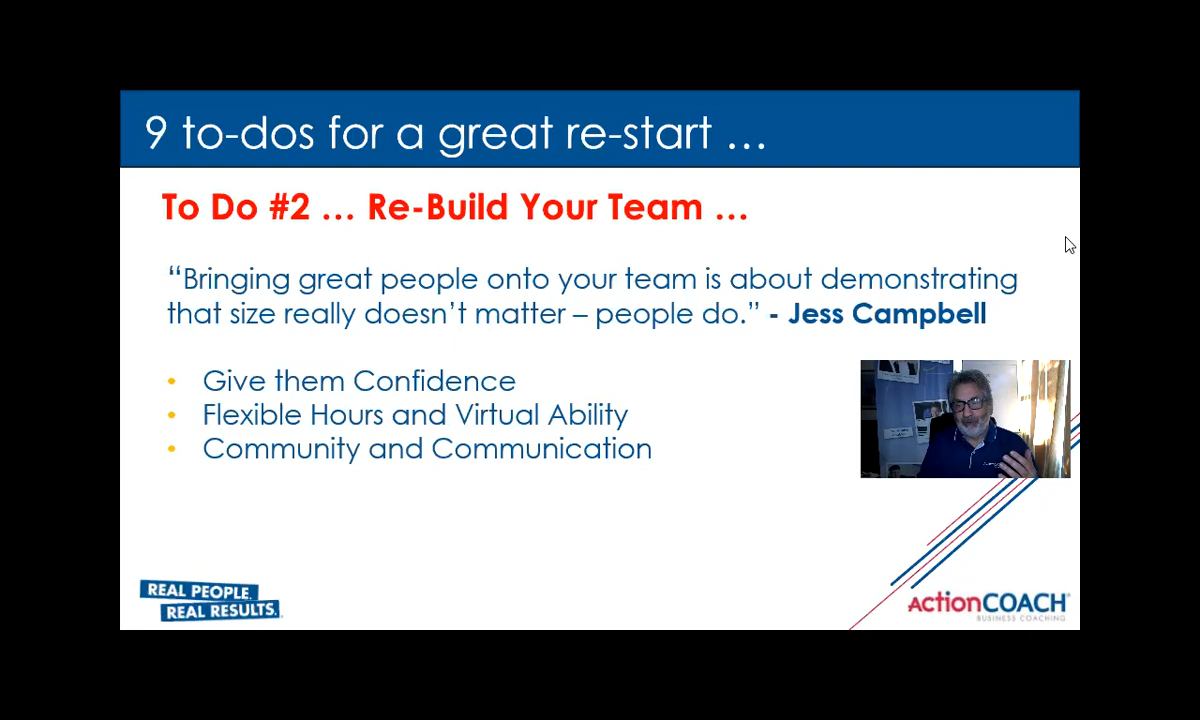 9 to-dos for a great re-start …
To Do #2 … Re-Build Your Team …
“Bringing great people onto your team is about demonstrating
that size really doesn’t matter – people do.” - Jess Campbell
• Give them Confidence
• Flexible Hours and Virtual Ability
• Community and Communication
REAL PEOPLE.
REAL RESULTS.
ActionCOACH
BUSINESS COACHING